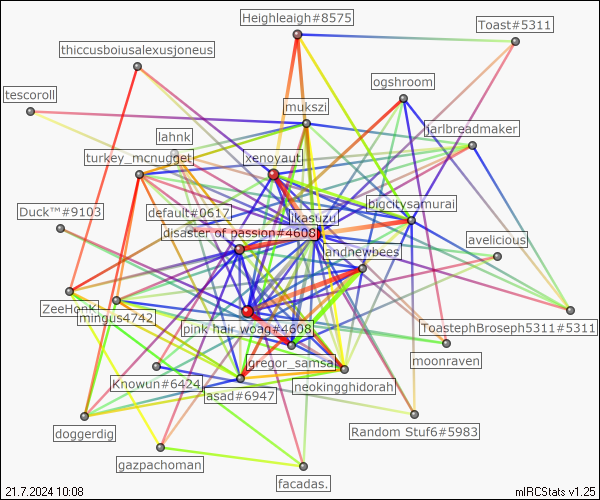 Heighleigh#8575
Toast#5311
thiccusboiusalexusjoneus
ogshroom
tescoroll
mukszi
lahnk
jarlbreadmaker
turkey_mcnugget
xenoyaut
Duck™#9103
default#0617
ikasuzu
bigcitysamurai
disaster of passion#4608
avelicious
landnewbees
ZeeHonK
mingus4742
pink hair woag#4608
ToastephBroseph5311#5311
gregor_samsa
moonraven
Knowun#6424
neokingghidorah
asad#6947
doggerdig
Random Stuf6#5983
gazpachoman
facadas.
21.7.2024 10:08
mIRCStats v1.25